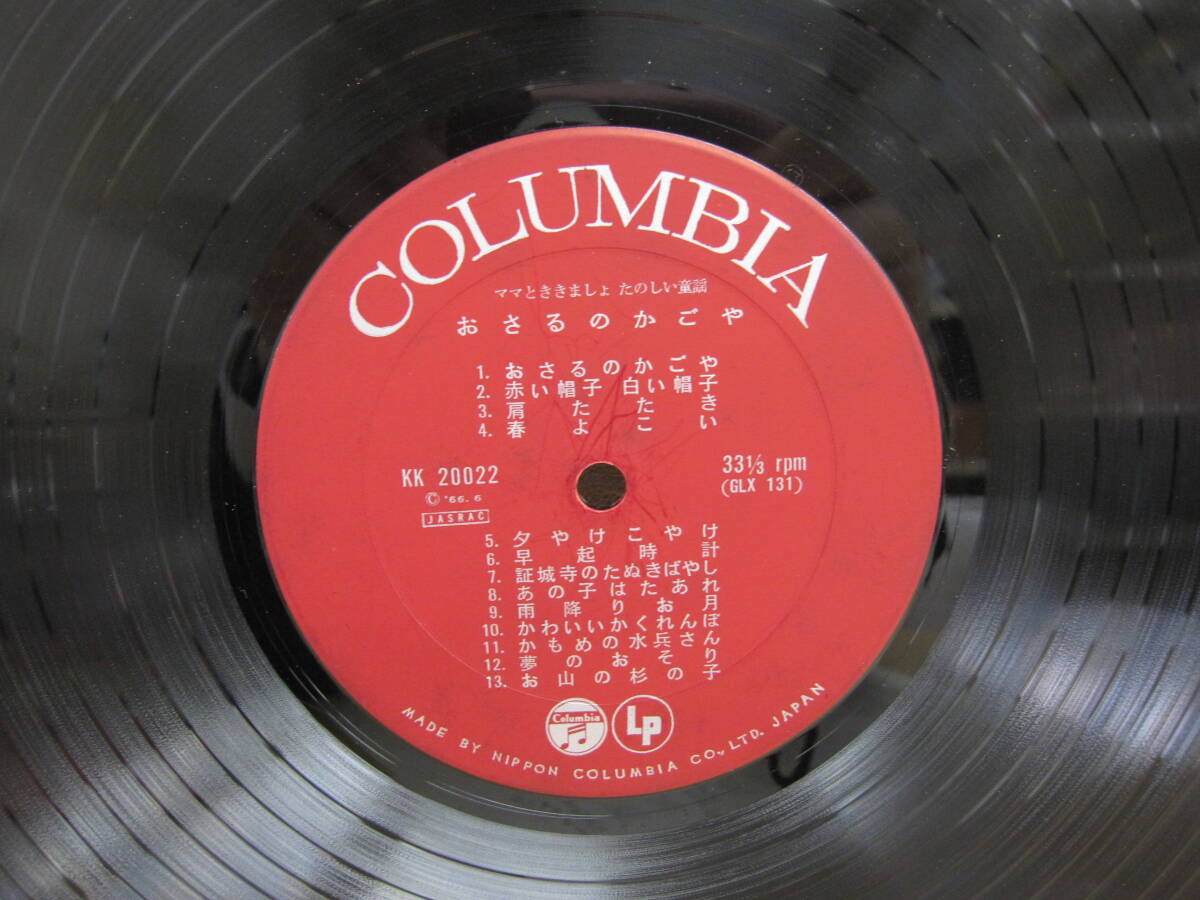 COLUMBIA
ママとききましょ たのしい童謡
おさるのかごや
1. おさるのかごや
2. 赤い帽子 白い帽子
3. 肩たたき
4. 春よこい
KK 20022
33⅓ rpm
© '66. 6
(GLX 131)
JASRAC
5. 夕やけこやけ
6. 早起時計
7. 証城寺のたぬきばやし
8. あの子はたあれ
9. 雨降りお月
10. かわいいかくれんぼ
11. かもめの水兵さん
12. 夢のおそり
13. お山の杉の子
Columbia
LP
MADE BY NIPPON COLUMBIA CO., LTD. JAPAN